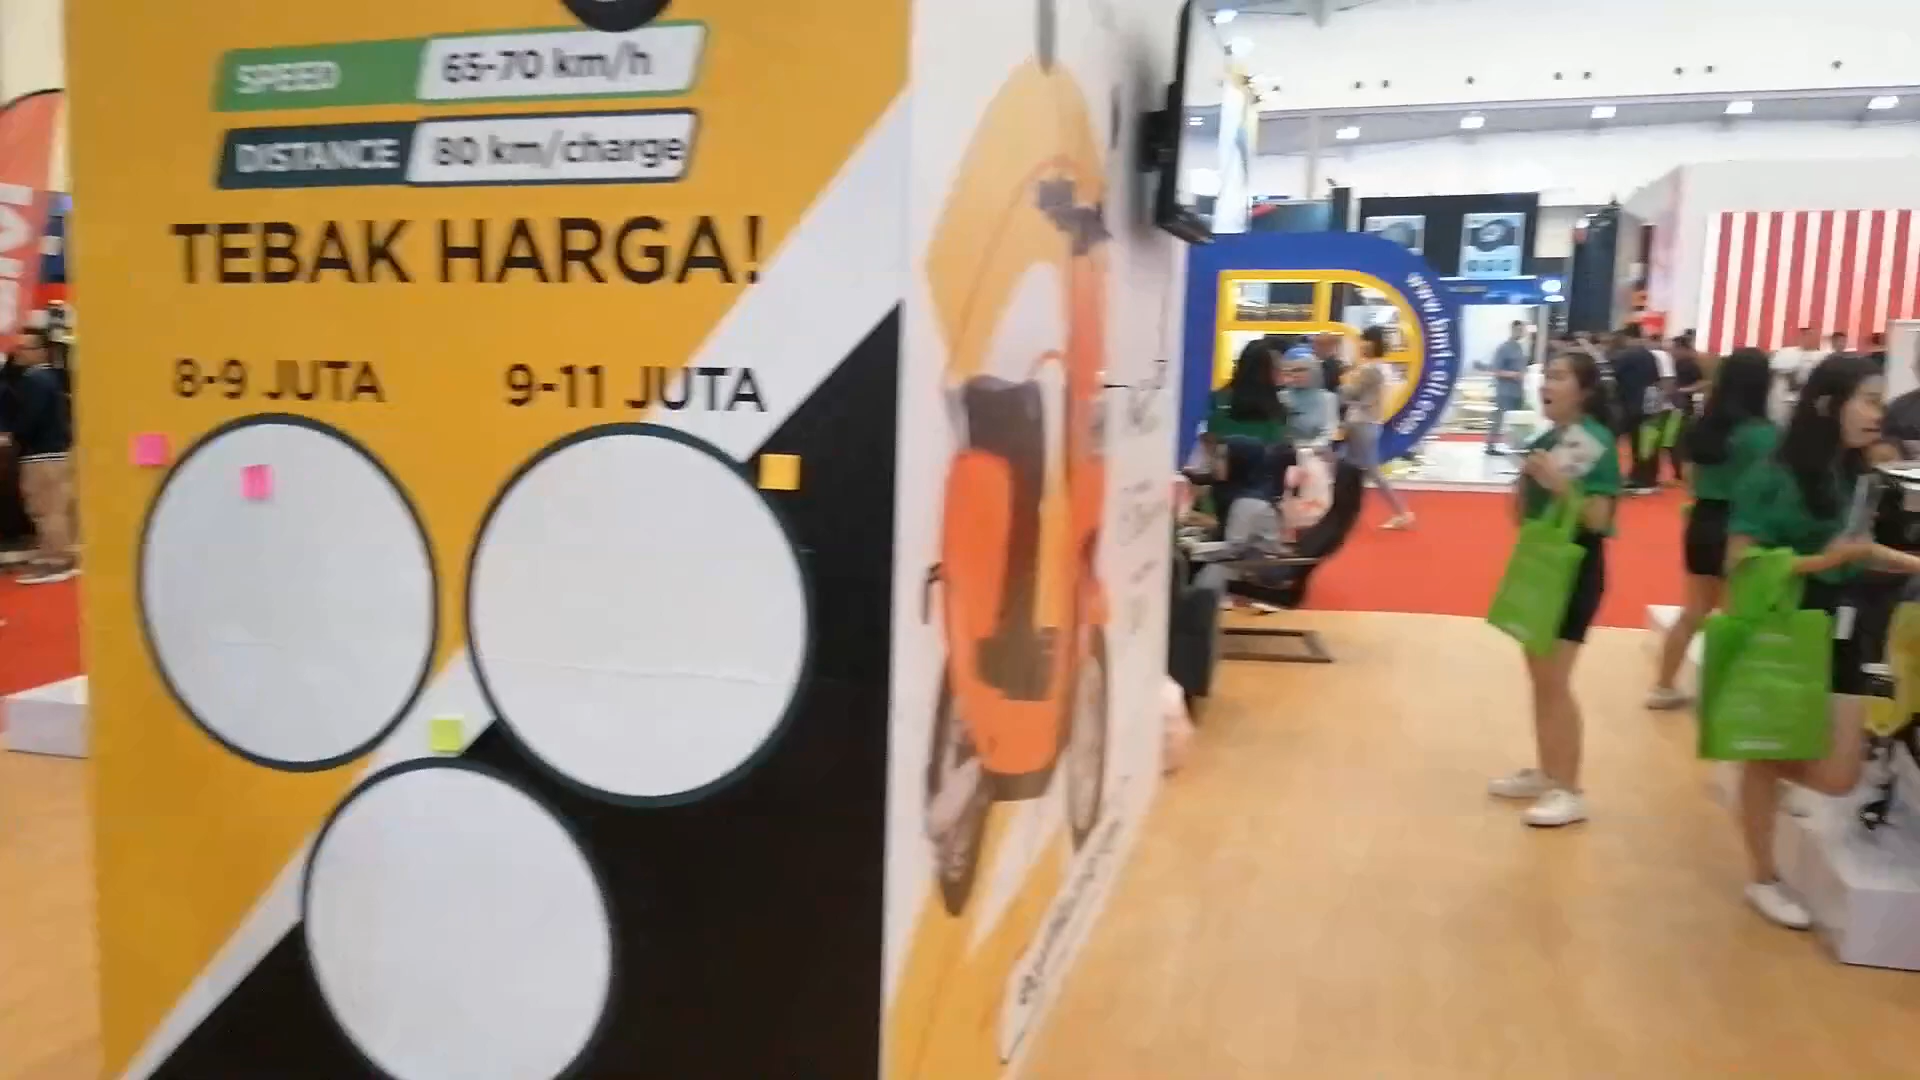 SPEED 65-70 km/h
DISTANCE 80 km/charge
TEBAK HARGA!
8-9 JUTA
9-11 JUTA